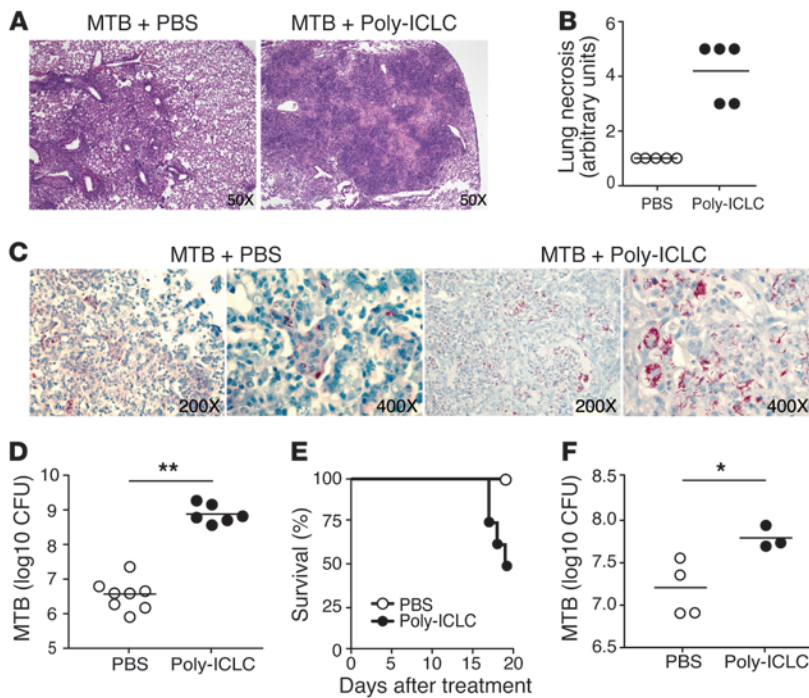 A
MTB + PBS
MTB + Poly-ICLC
50X
50X
B
Lung necrosis
(arbitrary units)
6
4
2
0
PBS
Poly-ICLC
C
MTB + PBS
MTB + Poly-ICLC
200X
400X
200X
400X
D
MTB (log10 CFU)
10
9
8
7
6
5
**
PBS
Poly-ICLC
E
Survival (%)
100
75
50
25
0
PBS
Poly-ICLC
0
5
10
15
20
Days after treatment
F
MTB (log10 CFU)
8.5
8.0
7.5
7.0
6.5
*
PBS
Poly-ICLC